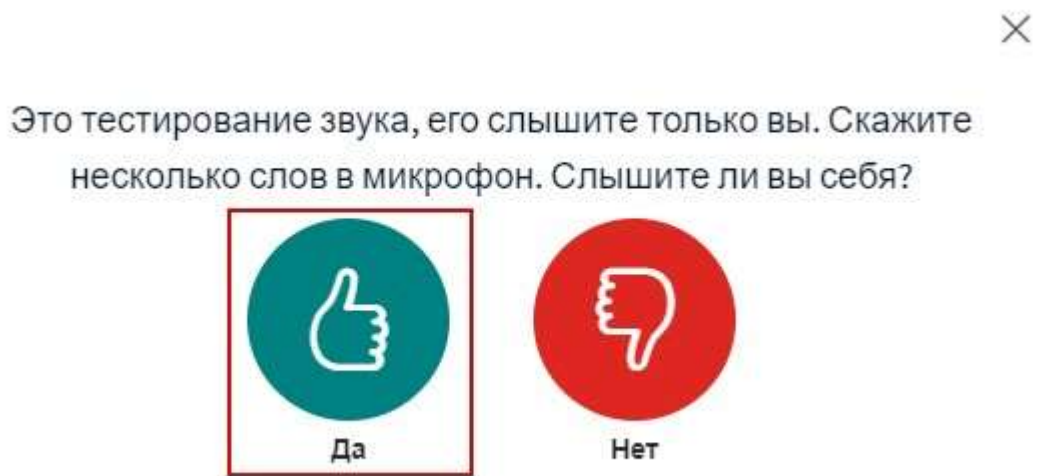 Это тестирование звука, его слышите только вы. Скажите
несколько слов в микрофон. Слышите ли вы себя?
Да
Нет